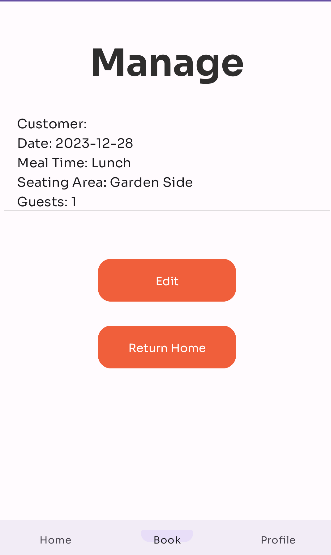 Manage
Customer:
Date: 2023-12-28
Meal Time: Lunch
Seating Area: Garden Side
Guests: 1
Edit
Return Home
Home
Book
Profile